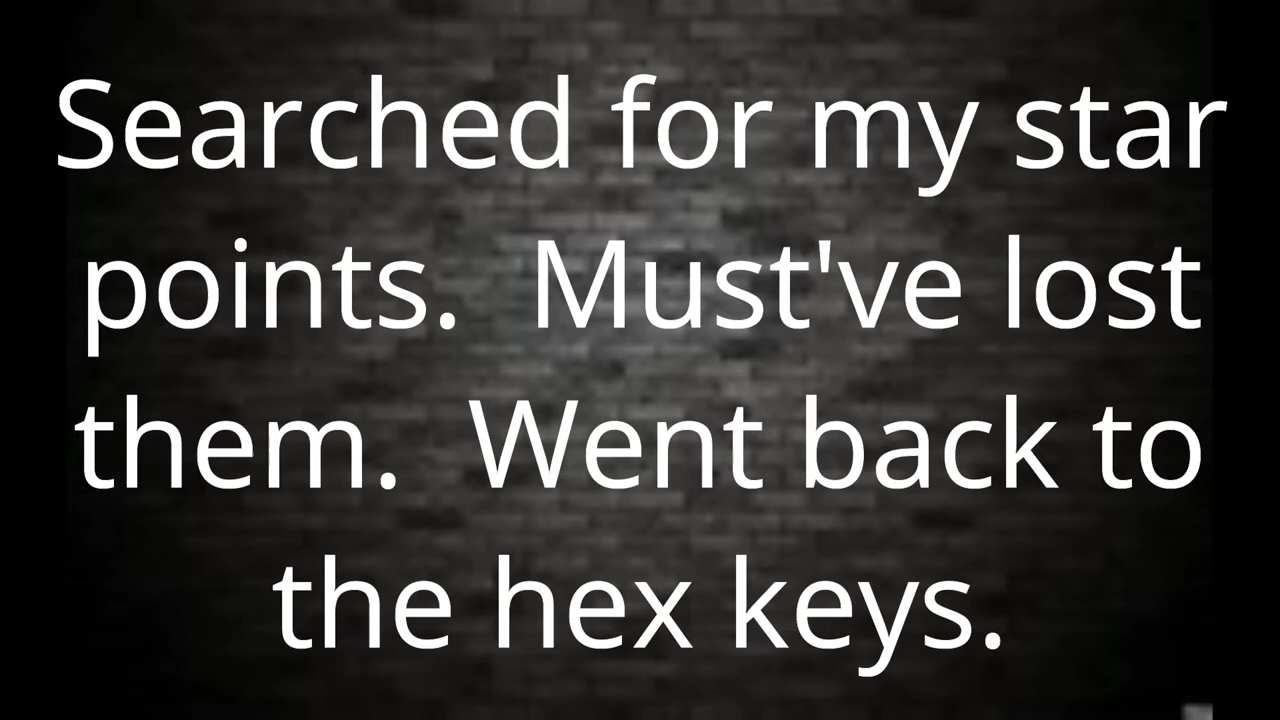 Searched for my star
points.  Must've lost
them.  Went back to
the hex keys.